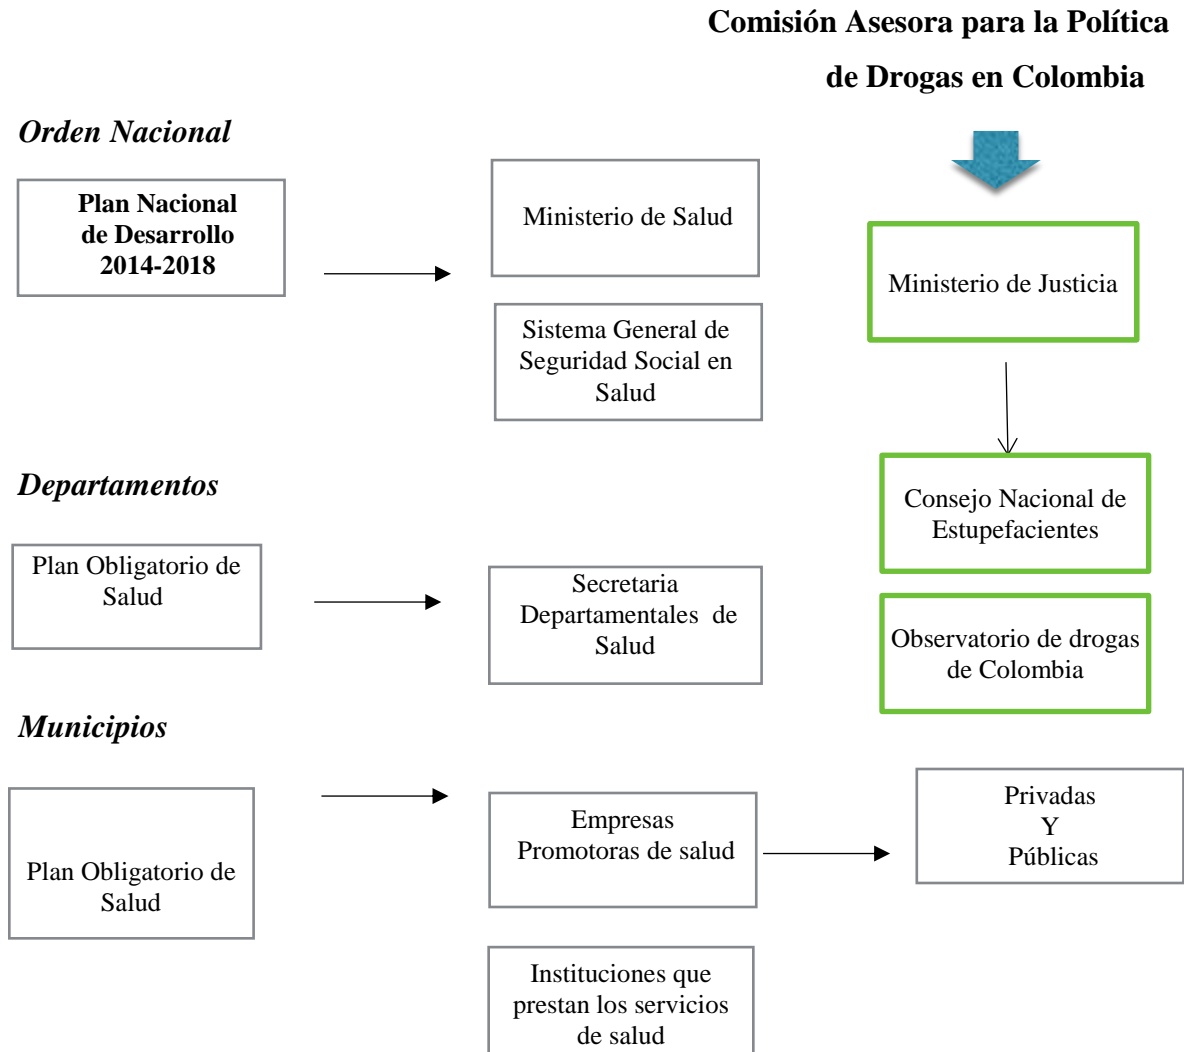 Comisión Asesora para la Política
de Drogas en Colombia
Orden Nacional
Plan Nacional
de Desarrollo
2014-2018
Ministerio de Salud
Ministerio de Justicia
Sistema General de
Seguridad Social en
Salud
Departamentos
Consejo Nacional de
Estupefacientes
Plan Obligatorio de
Salud
Secretaria
Departamentales de
Salud
Observatorio de drogas
de Colombia
Municipios
Plan Obligatorio de
Salud
Empresas
Promotoras de salud
Privadas
Y
Públicas
Instituciones que
prestan los servicios
de salud